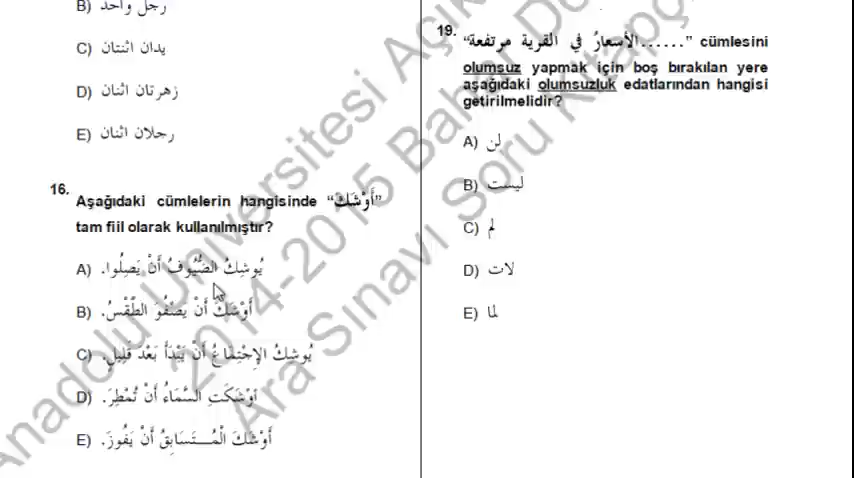 B) رجل واحد
C) يدان اثنتان
D) زهرتان اثنان
E) رجلان اثنان
16. Aşağıdaki cümlelerin hangisinde “أَوْشَكَ”
tam fiil olarak kullanılmıştır?
A) يُوشِكُ الضُّيُوفُ أَنْ يَصِلُوا.
B) أَوْشَكَ أَنْ يَصْفُوَ الطَّقْسُ.
C) يُوشِكُ الاِجْتِمَاعُ أَنْ يَبْدَأَ بَعْدَ قَلِيلٍ.
D) أَوْشَكَتِ السَّمَاءُ أَنْ تُمْطِرَ.
E) أَوْشَكَ الْمُتَسَابِقُ أَنْ يَفُوزَ.
19. “......الأسعار في القرية مرتفعة” cümlesini
olumsuz yapmak için boş bırakılan yere
aşağıdaki olumsuzluk edatlarından hangisi
getirilmelidir?
A) لن
B) ليست
C) لم
D) لات
E) لما
Anadolu Üniversitesi Açık
2014-2015 Bahar Dö
Ara Sınavı Soru Kitapç